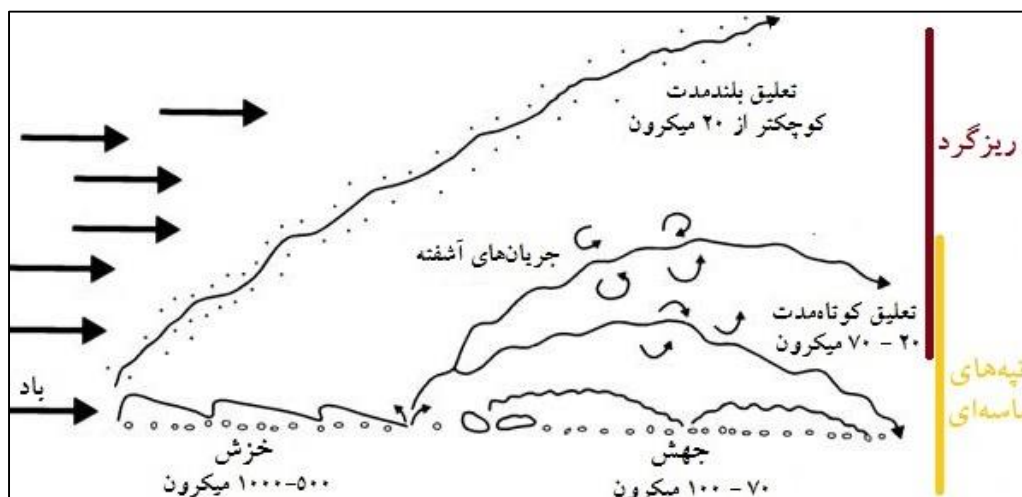 تعلیق بلندمدت
کوچکتر از ۲۰ میکرون
ریزگرد
جریان‌های آشفته
تعلیق کوتاه‌مدت
۲۰ - ۷۰ میکرون
باد
خزش
۵۰۰-۱۰۰۰ میکرون
جهش
۷۰ - ۱۰۰ میکرون